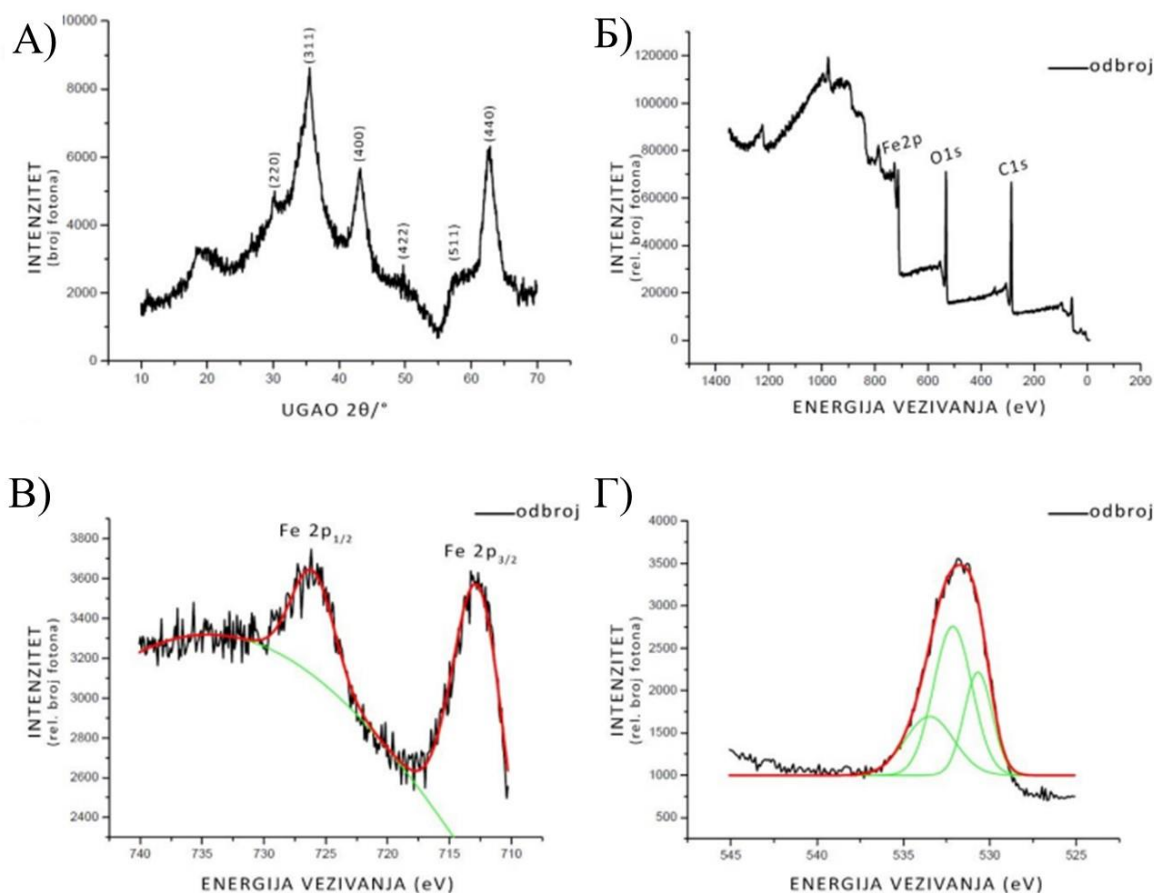 А)
INTENZITET
(broj fotona)
10000
8000
6000
4000
2000
0
(220)
(311)
(400)
(422)
(511)
(440)
10 20 30 40 50 60 70
UGAO 2θ/°
Б)
INTENZITET
(rel. broj fotona)
120000
100000
80000
60000
40000
20000
0
odbroj
Fe2p
O1s
C1s
1400 1200 1000 800 600 400 200 0 200
ENERGIJA VEZIVANJA (eV)
В)
INTENZITET
(rel. broj fotona)
3800
3600
3400
3200
3000
2800
2600
2400
odbroj
Fe 2p1/2
Fe 2p3/2
740 735 730 725 720 715 710
ENERGIJA VEZIVANJA (eV)
Г)
INTENZITET
(rel. broj fotona)
4000
3500
3000
2500
2000
1500
1000
500
odbroj
545 540 535 530 525
ENERGIJA VEZIVANJA (eV)